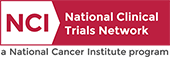 NCI National Clinical
Trials Network
a National Cancer Institute program